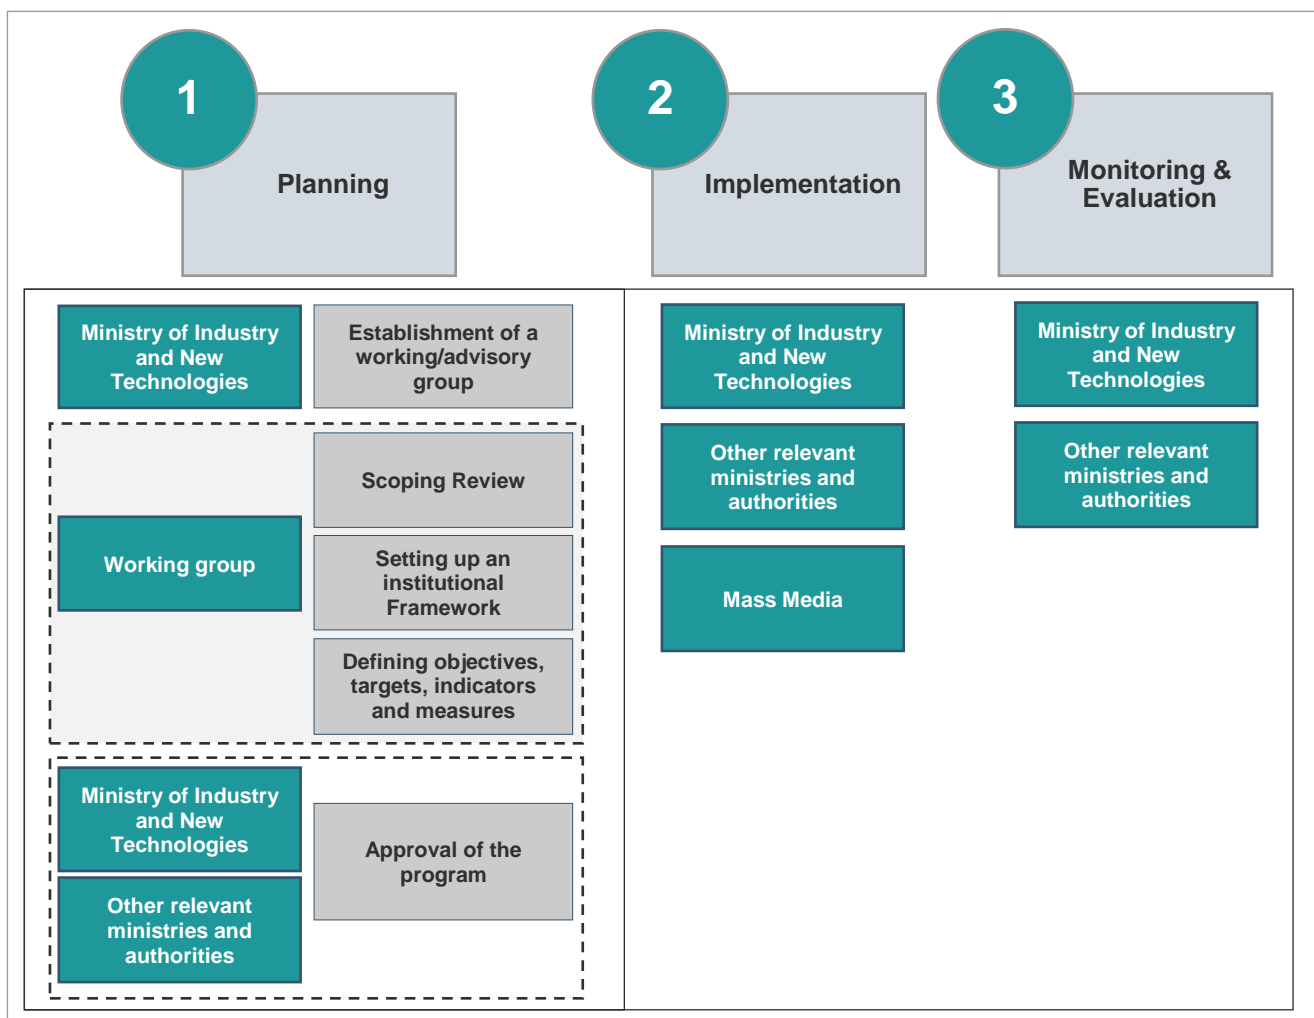 1
Planning
2
Implementation
3
Monitoring &
Evaluation
Ministry of Industry
and New
Technologies
Establishment of a
working/advisory
group
Working group
Scoping Review
Setting up an
institutional
Framework
Defining objectives,
targets, indicators
and measures
Ministry of Industry
and New
Technologies
Other relevant
ministries and
authorities
Approval of the
program
Ministry of Industry
and New
Technologies
Other relevant
ministries and
authorities
Mass Media
Ministry of Industry
and New
Technologies
Other relevant
ministries and
authorities